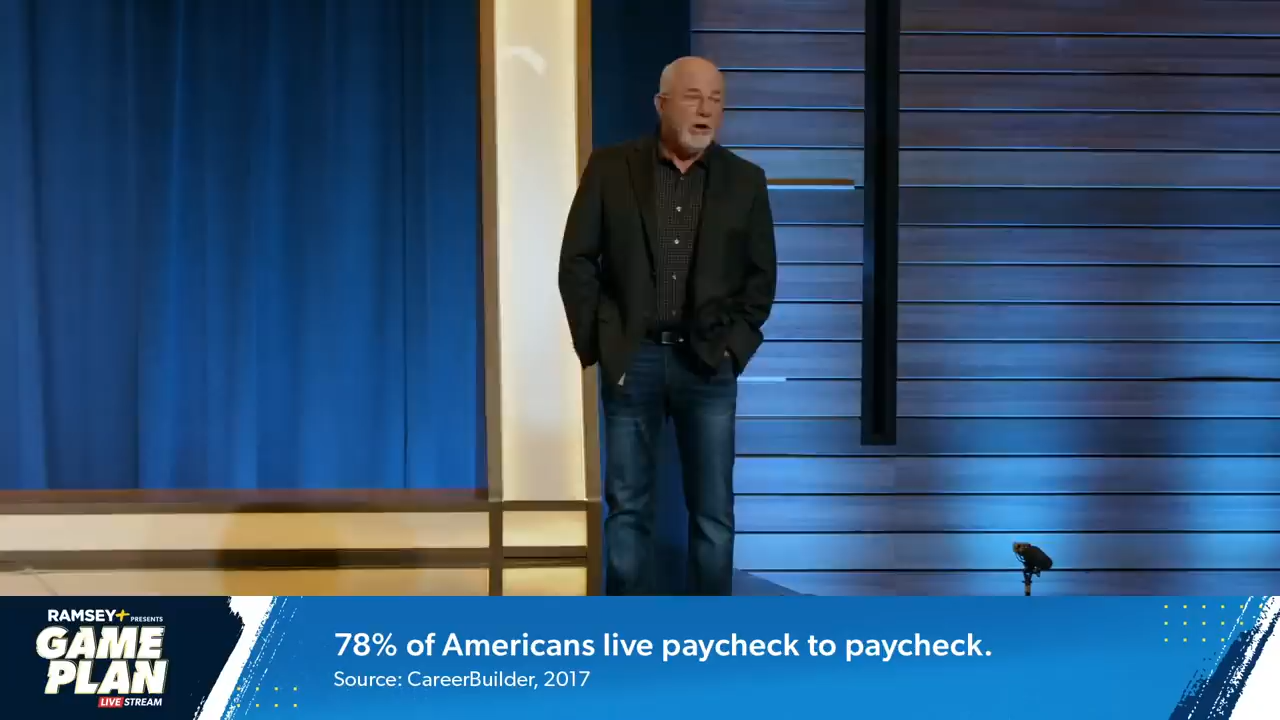 RAMSEY+ PRESENTS
GAME
PLAN
LIVE STREAM
78% of Americans live paycheck to paycheck.
Source: CareerBuilder, 2017